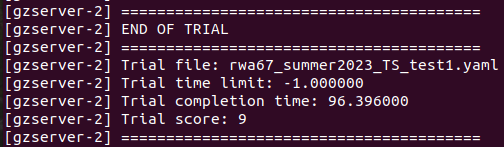 [gzserver-2] ========================================
[gzserver-2] END OF TRIAL
[gzserver-2] ========================================
[gzserver-2] Trial file: rwa67_summer2023_TS_test1.yaml
[gzserver-2] Trial time limit: -1.000000
[gzserver-2] Trial completion time: 96.396000
[gzserver-2] Trial score: 9
[gzserver-2] ========================================